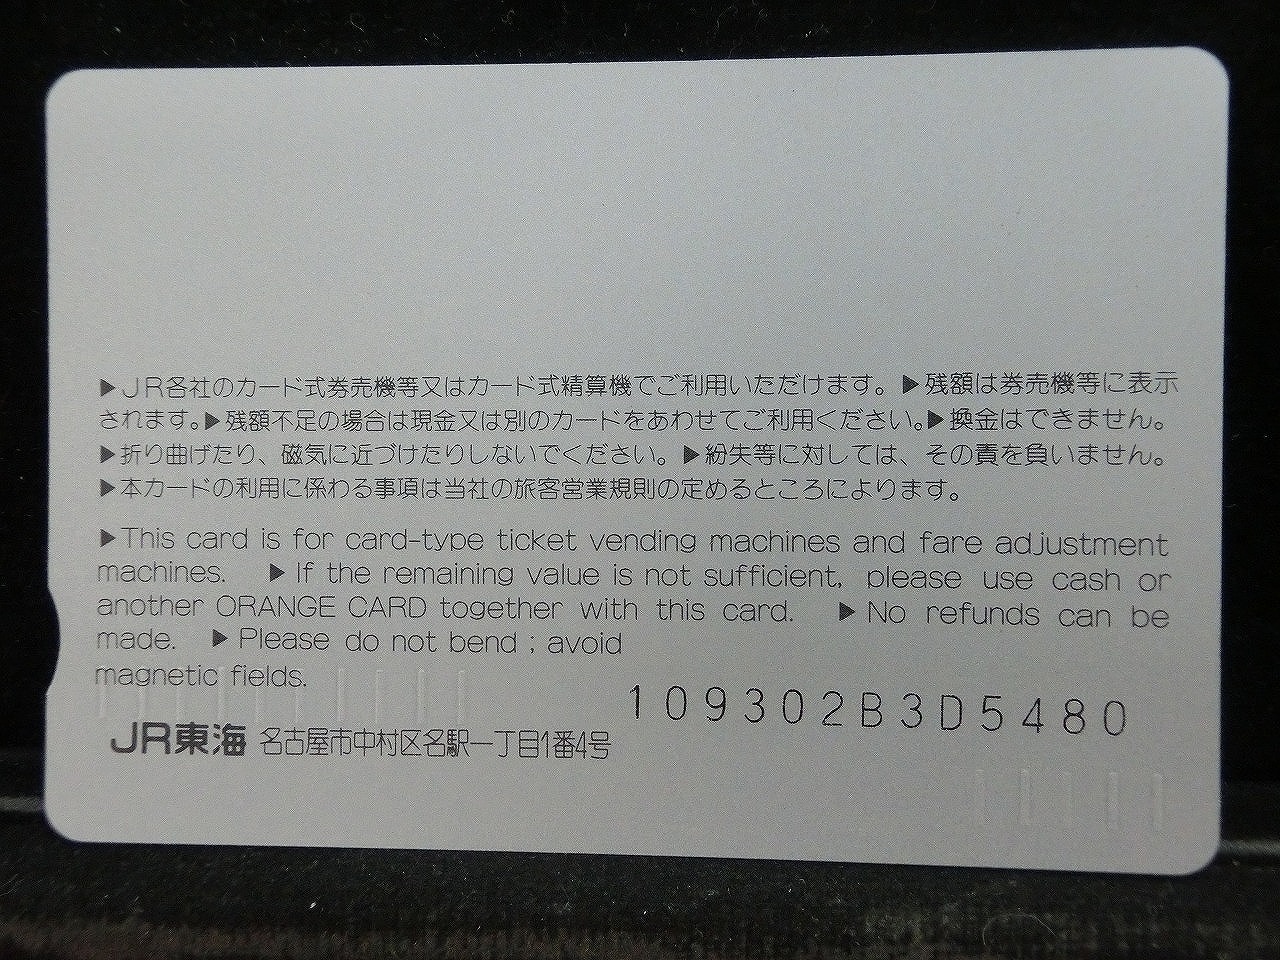 ▶JR各社のカード式券売機等又はカード式精算機でご利用いただけます。▶残額は券売機等に表示
されます。▶残額不足の場合は現金又は別のカードをあわせてご利用ください。▶換金はできません。
▶折り曲げたり、磁気に近づけたりしないでください。▶紛失等に対しては、その責を負いません。
▶本カードの利用に係わる事項は当社の旅客営業規則の定めるところによります。
▶This card is for card-type ticket vending machines and fare adjustment
machines. ▶If the remaining value is not sufficient, please use cash or
another ORANGE CARD together with this card. ▶No refunds can be
made. ▶Please do not bend ; avoid
magnetic fields.
109302B3D5480
JR東海 名古屋市中村区名駅一丁目1番4号